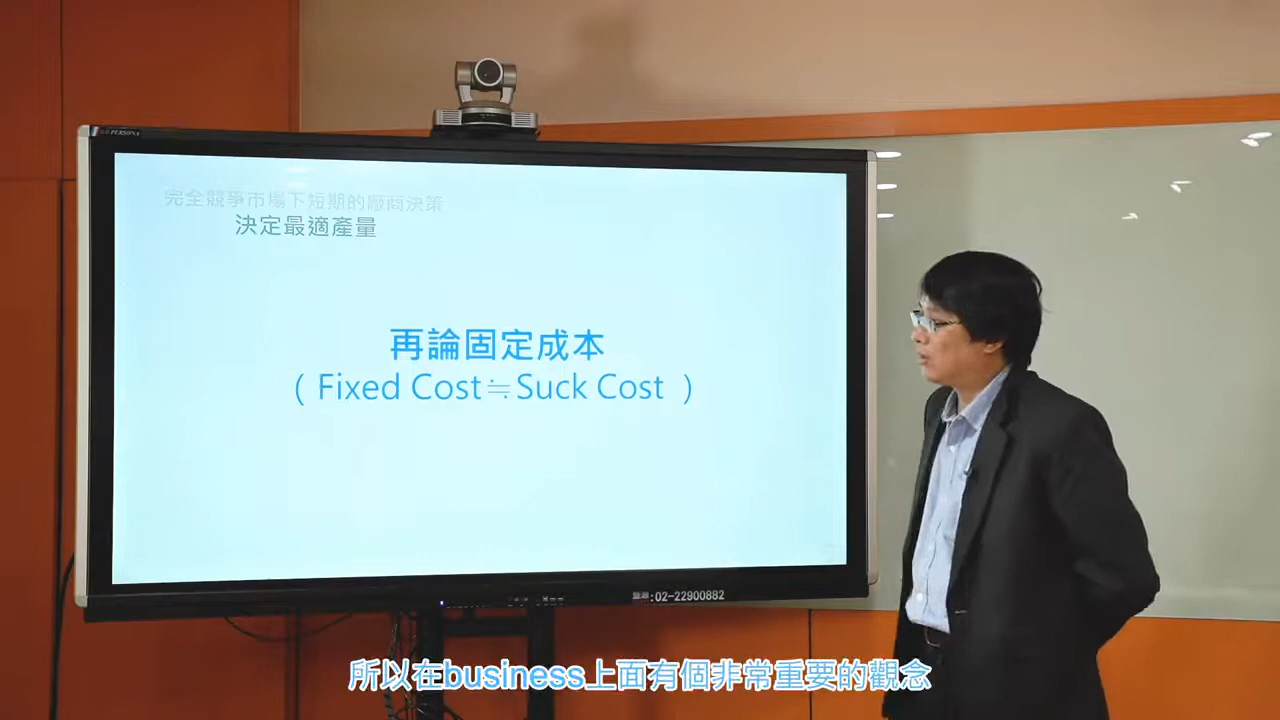 PERSONA
完全競爭市場下短期的廠商決策
決定最適產量
再論固定成本
( Fixed Cost≒Suck Cost )
:02-22900882
所以在business上面有個非常重要的觀念